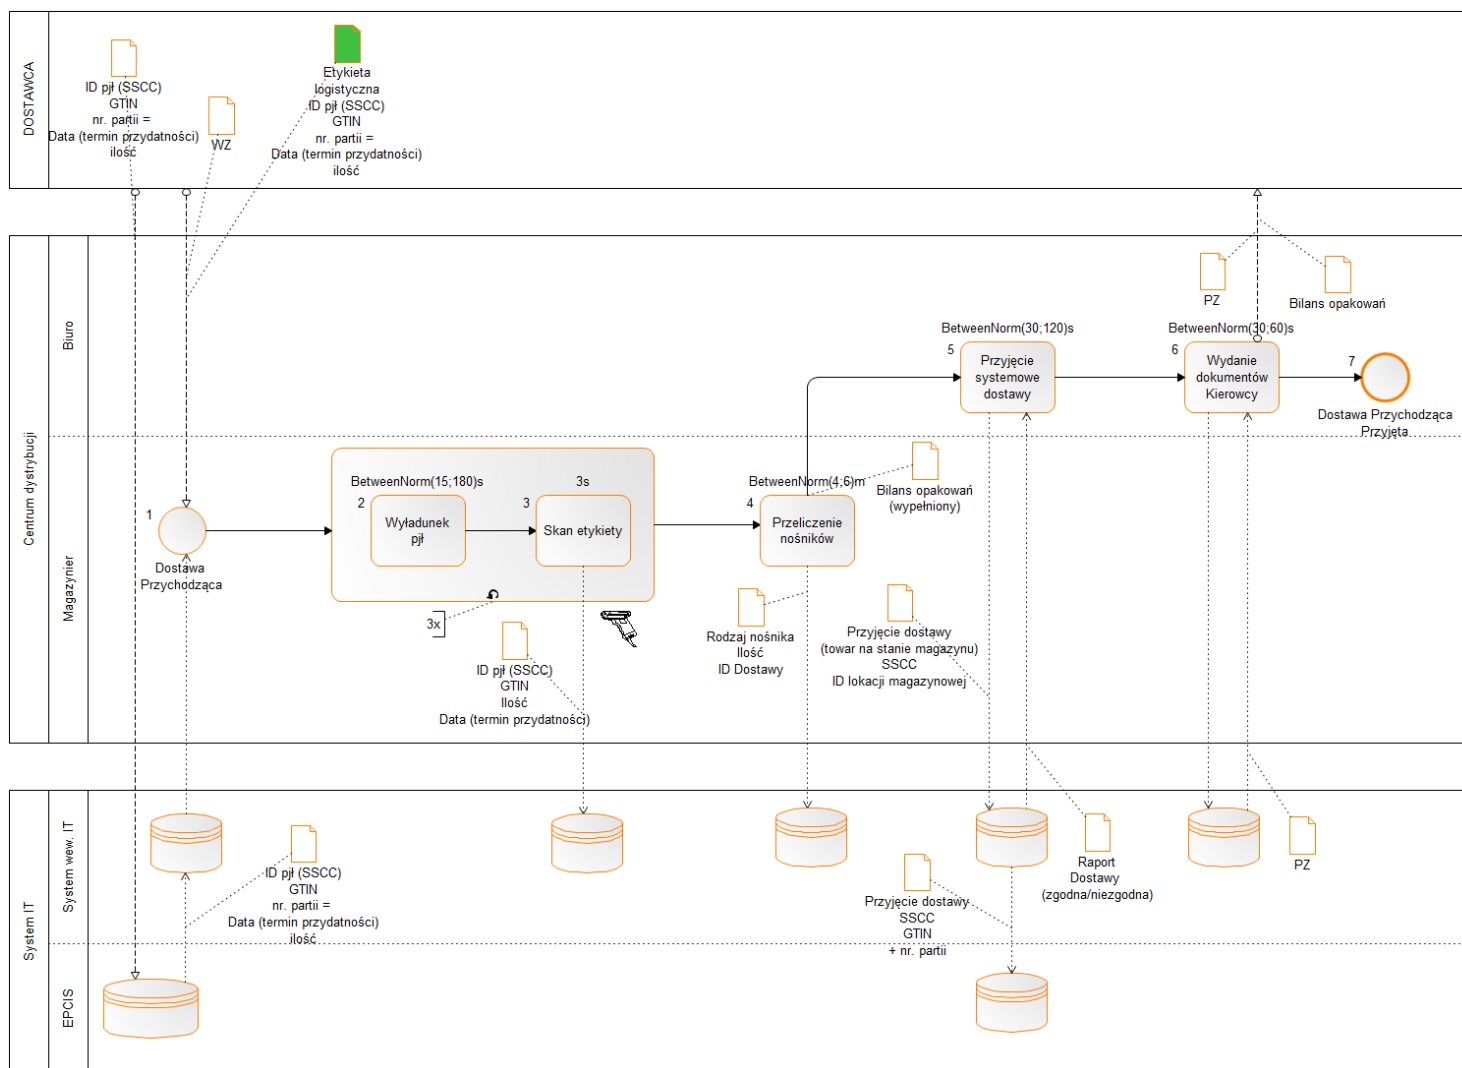 DOSTAWCA
ID pjł (SSCC)
GTIN
nr. partii =
Data (termin przydatności)
ilość
WZ
Etykieta
logistyczna
ID pjł (SSCC)
GTIN
nr. partii =
Data (termin przydatności)
ilość
Centrum dystrybucji
Biuro
PZ
Bilans opakowań
BetweenNorm(30;120)s
5
Przyjęcie
systemowe
dostawy
BetweenNorm(30;60)s
6
Wydanie
dokumentów
Kierowcy
7
Dostawa Przychodząca
Przyjęta
Magazynier
1
Dostawa
Przychodząca
BetweenNorm(15;180)s
2
Wyładunek
pjł
3s
3
Skan etykiety
3x
BetweenNorm(4;6)m
4
Przeliczenie
nośników
Bilans opakowań
(wypełniony)
ID pjł (SSCC)
GTIN
Ilość
Data (termin przydatności)
Rodzaj nośnika
Ilość
ID Dostawy
Przyjęcie dostawy
(towar na stanie magazynu)
SSCC
ID lokacji magazynowej
System IT
System wew. IT
ID pjł (SSCC)
GTIN
nr. partii =
Data (termin przydatności)
ilość
Przyjęcie dostawy
SSCC
GTIN
+ nr. partii
Raport
Dostawy
(zgodna/niezgodna)
PZ
EPCIS